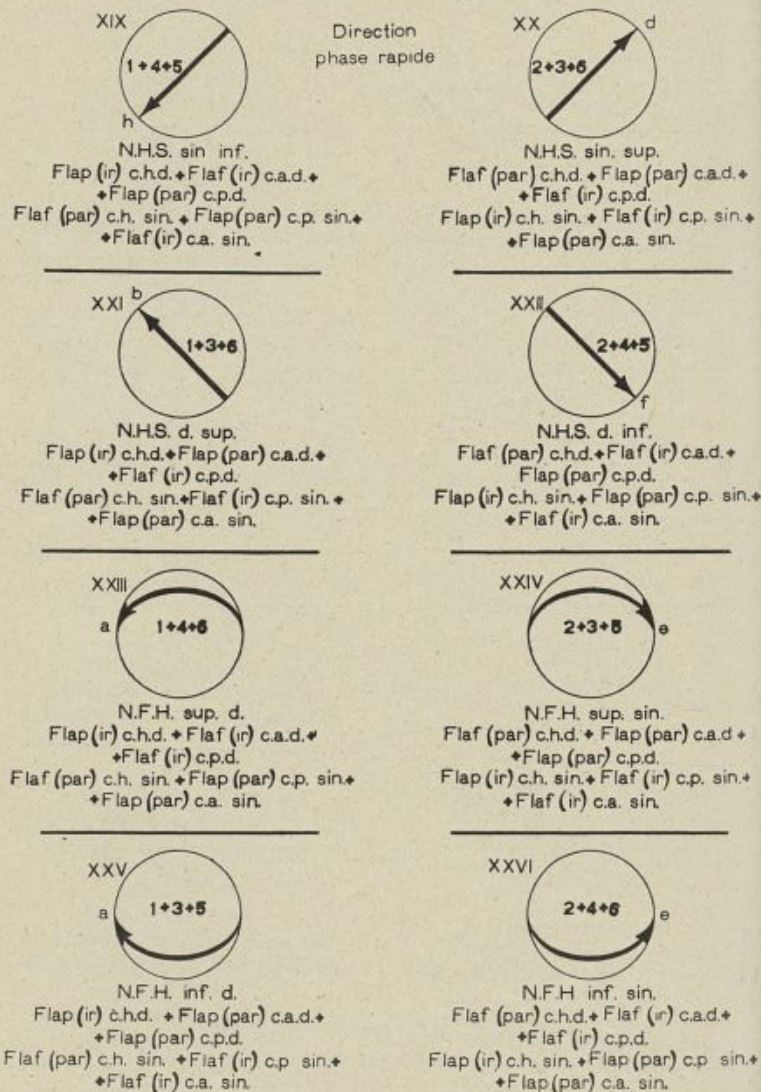 Direction
phase rapide
XIX
1+4+5
h
N.H.S. sin inf.
Flap (ir) c.h.d.+Flaf (ir) c.a.d.+
+Flap (par) c.p.d.
Flaf (par) c.h. sin. + Flap (par) c.p. sin.+
+Flaf (ir) c.a. sin.
XX
d
2+3+6
N.H.S. sin. sup.
Flaf (par) c.h.d.+Flap (par) c.a.d.+
+Flaf (ir) c.p.d.
Flap (ir) c.h. sin + Flaf (ir) c.p. sin.+
+Flap (par) c.a. sin.
XXI
b
1+3+6
N.H.S. d. sup.
Flap (ir) c.h.d.+Flap (par) c.a.d.+
+Flaf (ir) c.p.d.
Flaf (par) c.h. sin.+Flaf (ir) c.p. sin. +
+Flap (par) c.a. sin.
XXII
2+4+5
f
N.H.S. d. inf.
Flaf (par) c.h.d.+Flaf (ir) c.a.d.+
Flap (par) c.p.d.
Flap (ir) c.h. sin.+ Flap (par) c.p. sin.+
+Flaf (ir) c.a. sin.
XXIII
a
1+4+6
N.F.H. sup. d.
Flap (ir) c.h.d. + Flaf (ir) c.a.d.+
+Flaf (ir) c.p.d.
Flaf (par) c.h. sin +Flap (par) c.p. sin.+
+Flap (par) c.a. sin.
XXIV
2+3+5
e
N.F.H. sup. sin.
Flaf (par) c.h.d.+ Flap (par) c.a.d +
+Flap (par) c.p.d.
Flap (ir) c.h. sin.+ Flaf (ir) c.p. sin.+
+Flaf (ir) c.a. sin.
XXV
a
1+3+5
N.F.H. inf. d.
Flap (ir) c.h.d. +Flap (par) c.a.d.+
+Flap (par) c.p.d.
Flaf (par) c.h. sin. +Flaf (ir) c.p sin.+
+Flaf (ir) c.a. sin.
XXVI
2+4+6
e
N.F.H inf. sin.
Flaf (par) c.h.d.+ Flaf (ir) c.a.d.+
+Flaf (ir) c.p.d.
Flap (ir) c.h. sin. +Flap (par) c.p sin.+
+Flap (par) c.a. sin.